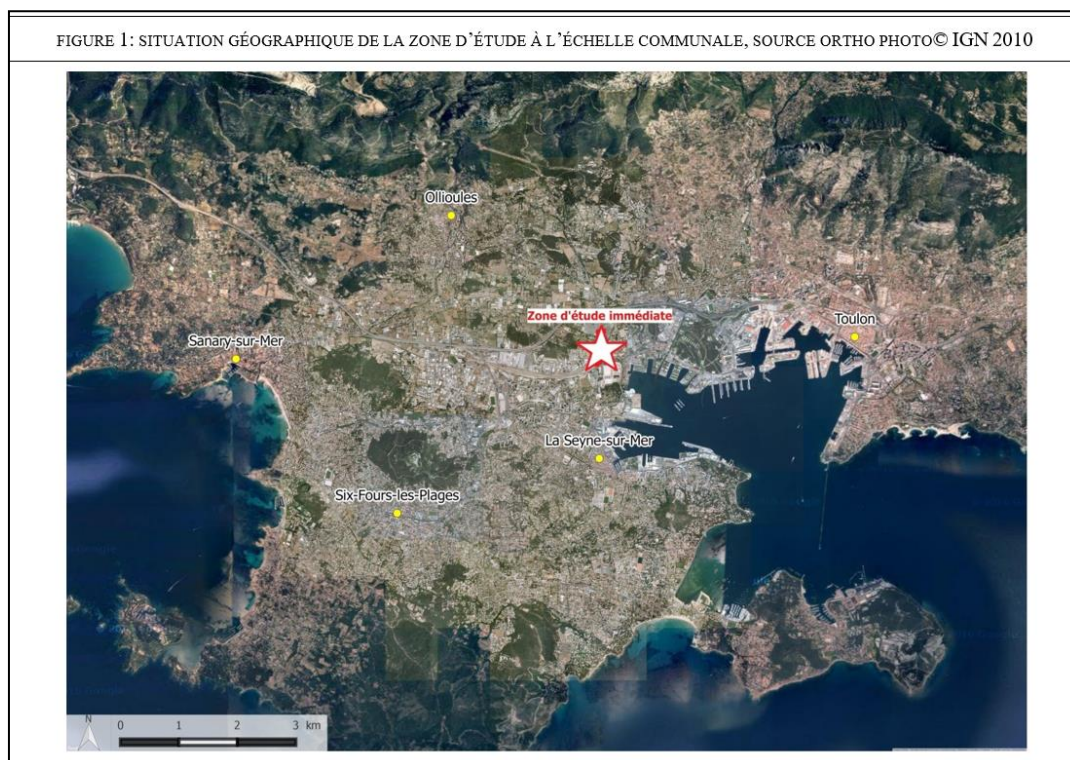 FIGURE 1: SITUATION GÉOGRAPHIQUE DE LA ZONE D'ÉTUDE À L'ÉCHELLE COMMUNALE, SOURCE ORTHO PHOTO© IGN 2010
Ollioules
Zone d'étude immédiate
Toulon
Sanary-sur-Mer
La Seyne-sur-Mer
Six-Fours-les-Plages
N
0 1 2 3 km